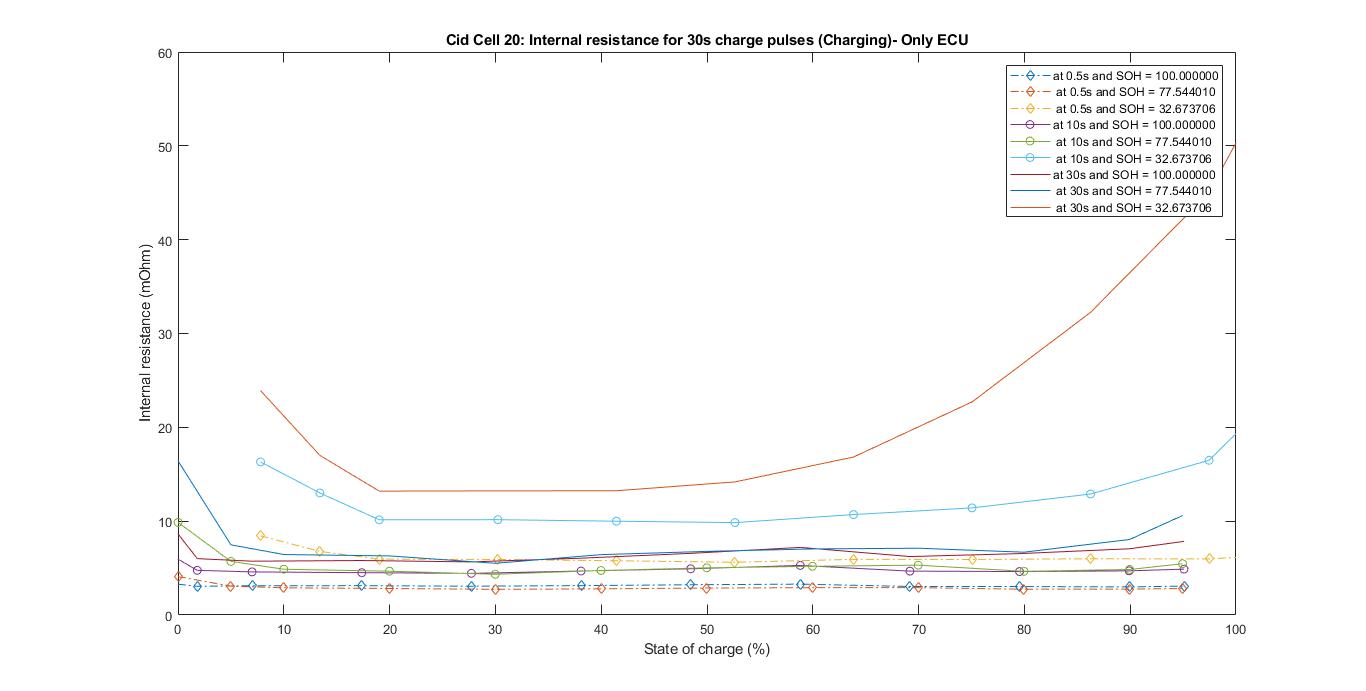 Cid Cell 20: Internal resistance for 30s charge pulses (Charging)- Only ECU
60
50
40
30
20
10
0
Internal resistance (mOhm)
at 0.5s and SOH = 100.000000
at 0.5s and SOH = 77.544010
at 0.5s and SOH = 32.673706
at 10s and SOH = 100.000000
at 10s and SOH = 77.544010
at 10s and SOH = 32.673706
at 30s and SOH = 100.000000
at 30s and SOH = 77.544010
at 30s and SOH = 32.673706
0 10 20 30 40 50 60 70 80 90 100
State of charge (%)